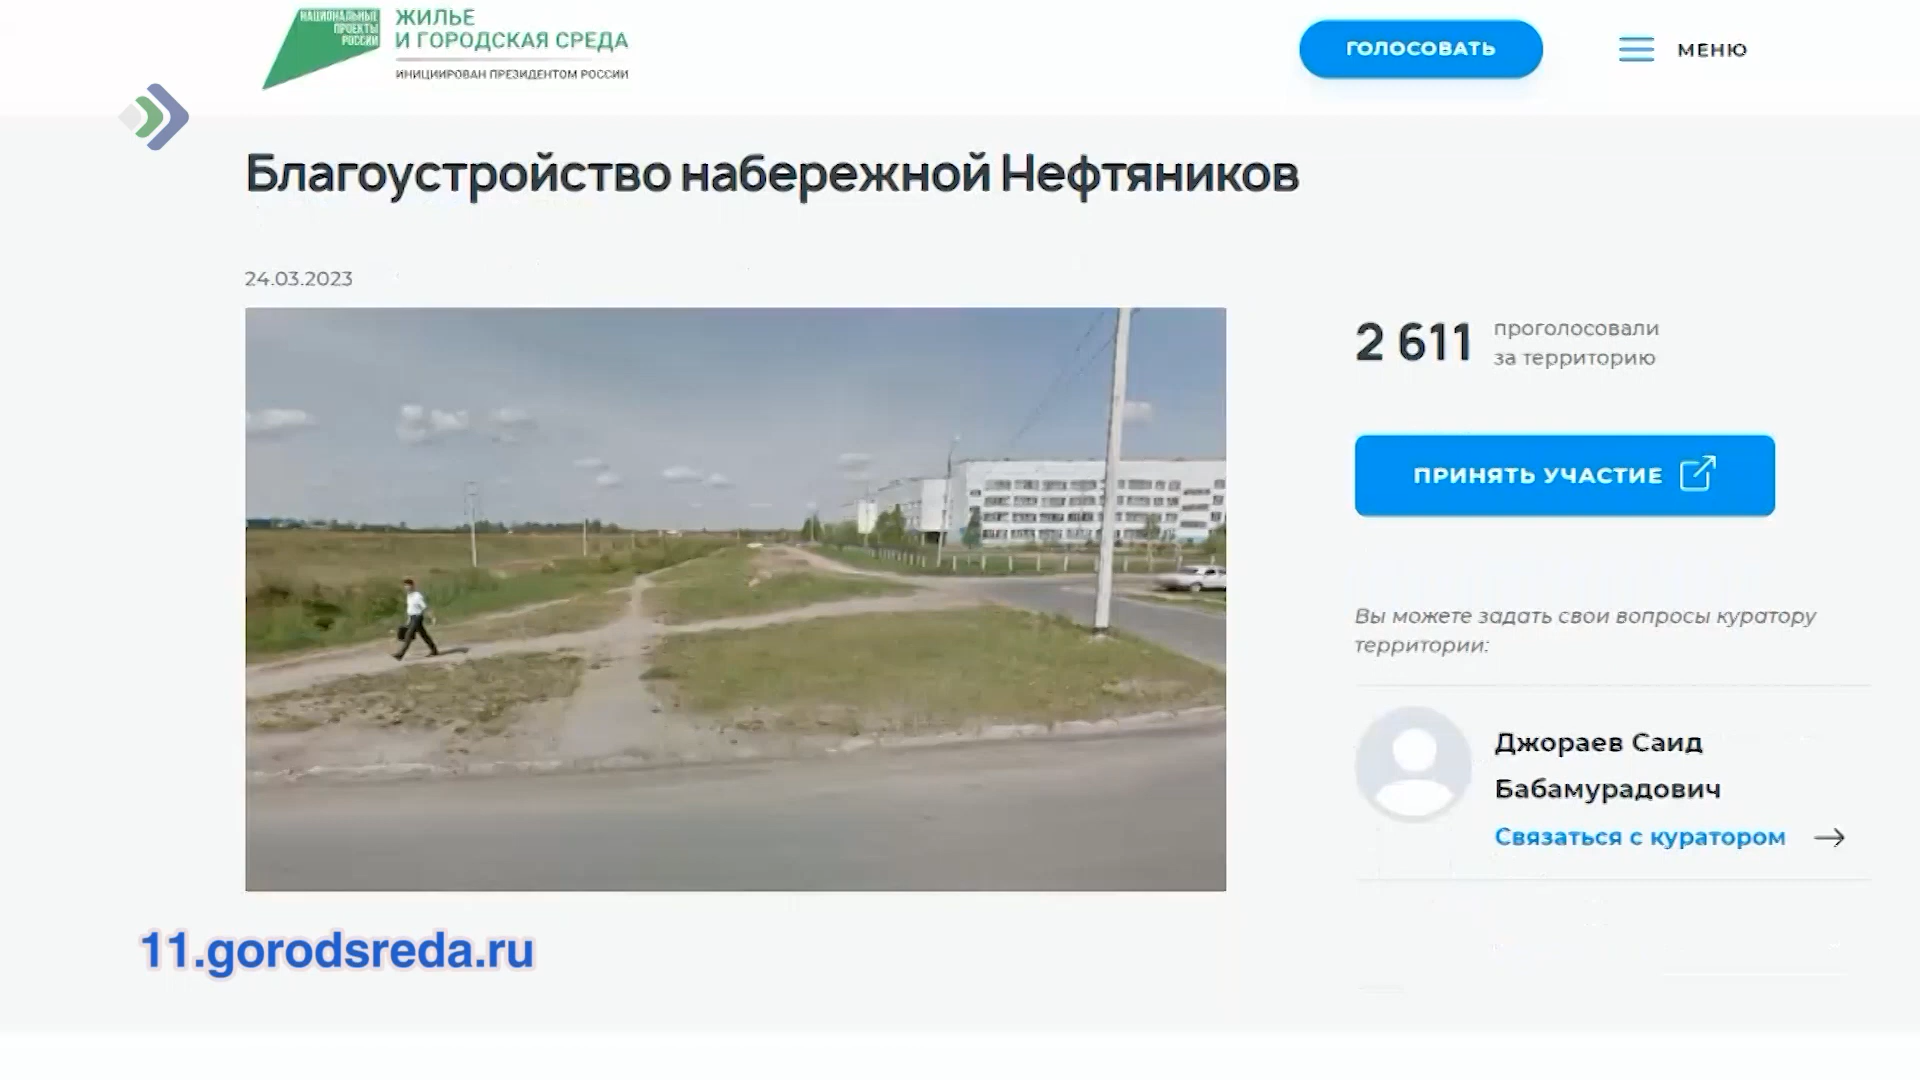 НАЦИОНАЛЬНЫЕ
ПРОЕКТЫ
РОССИИ
ЖИЛЬЕ
И ГОРОДСКАЯ СРЕДА
ИНИЦИИРОВАН ПРЕЗИДЕНТОМ РОССИИ
ГОЛОСОВАТЬ
МЕНЮ
Благоустройство набережной Нефтяников
24.03.2023
2 611
проголосовали
за территорию
ПРИНЯТЬ УЧАСТИЕ
Вы можете задать свои вопросы куратору
территории:
Джораев Саид
Бабамурадович
Связаться с куратором
11.gorodsreda.ru